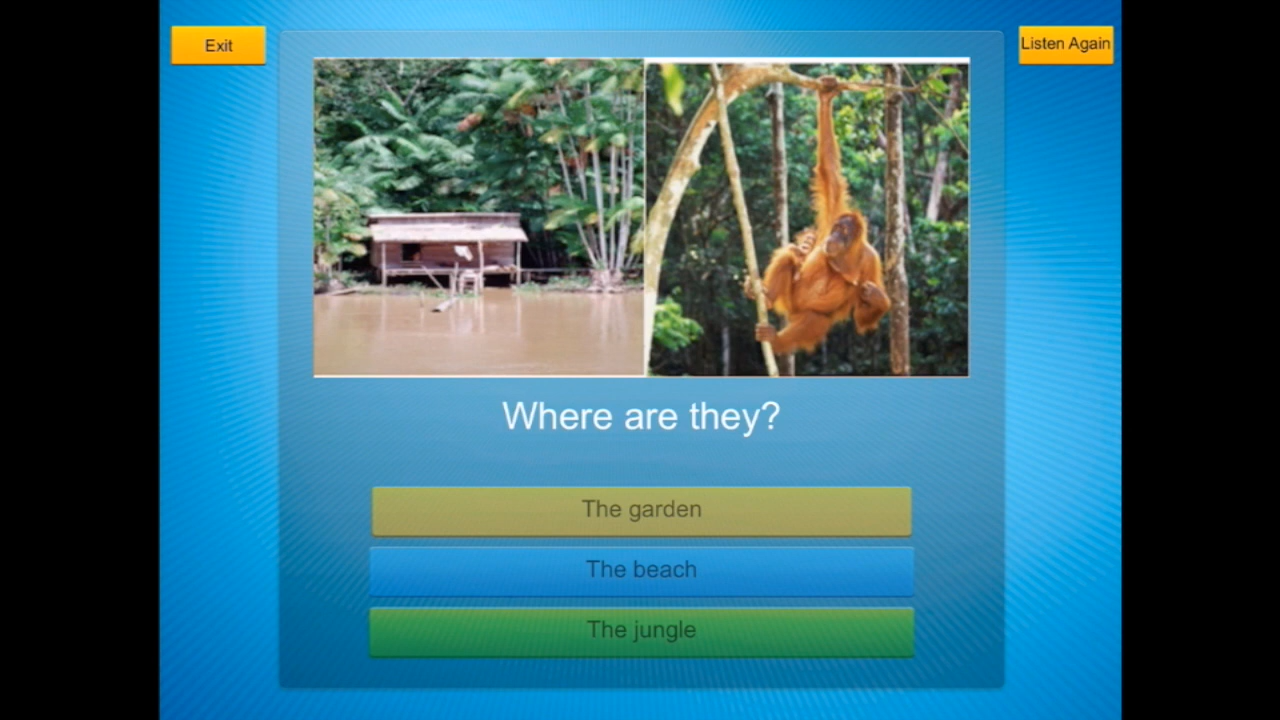 Exit
Listen Again
Where are they?
The garden
The beach
The jungle